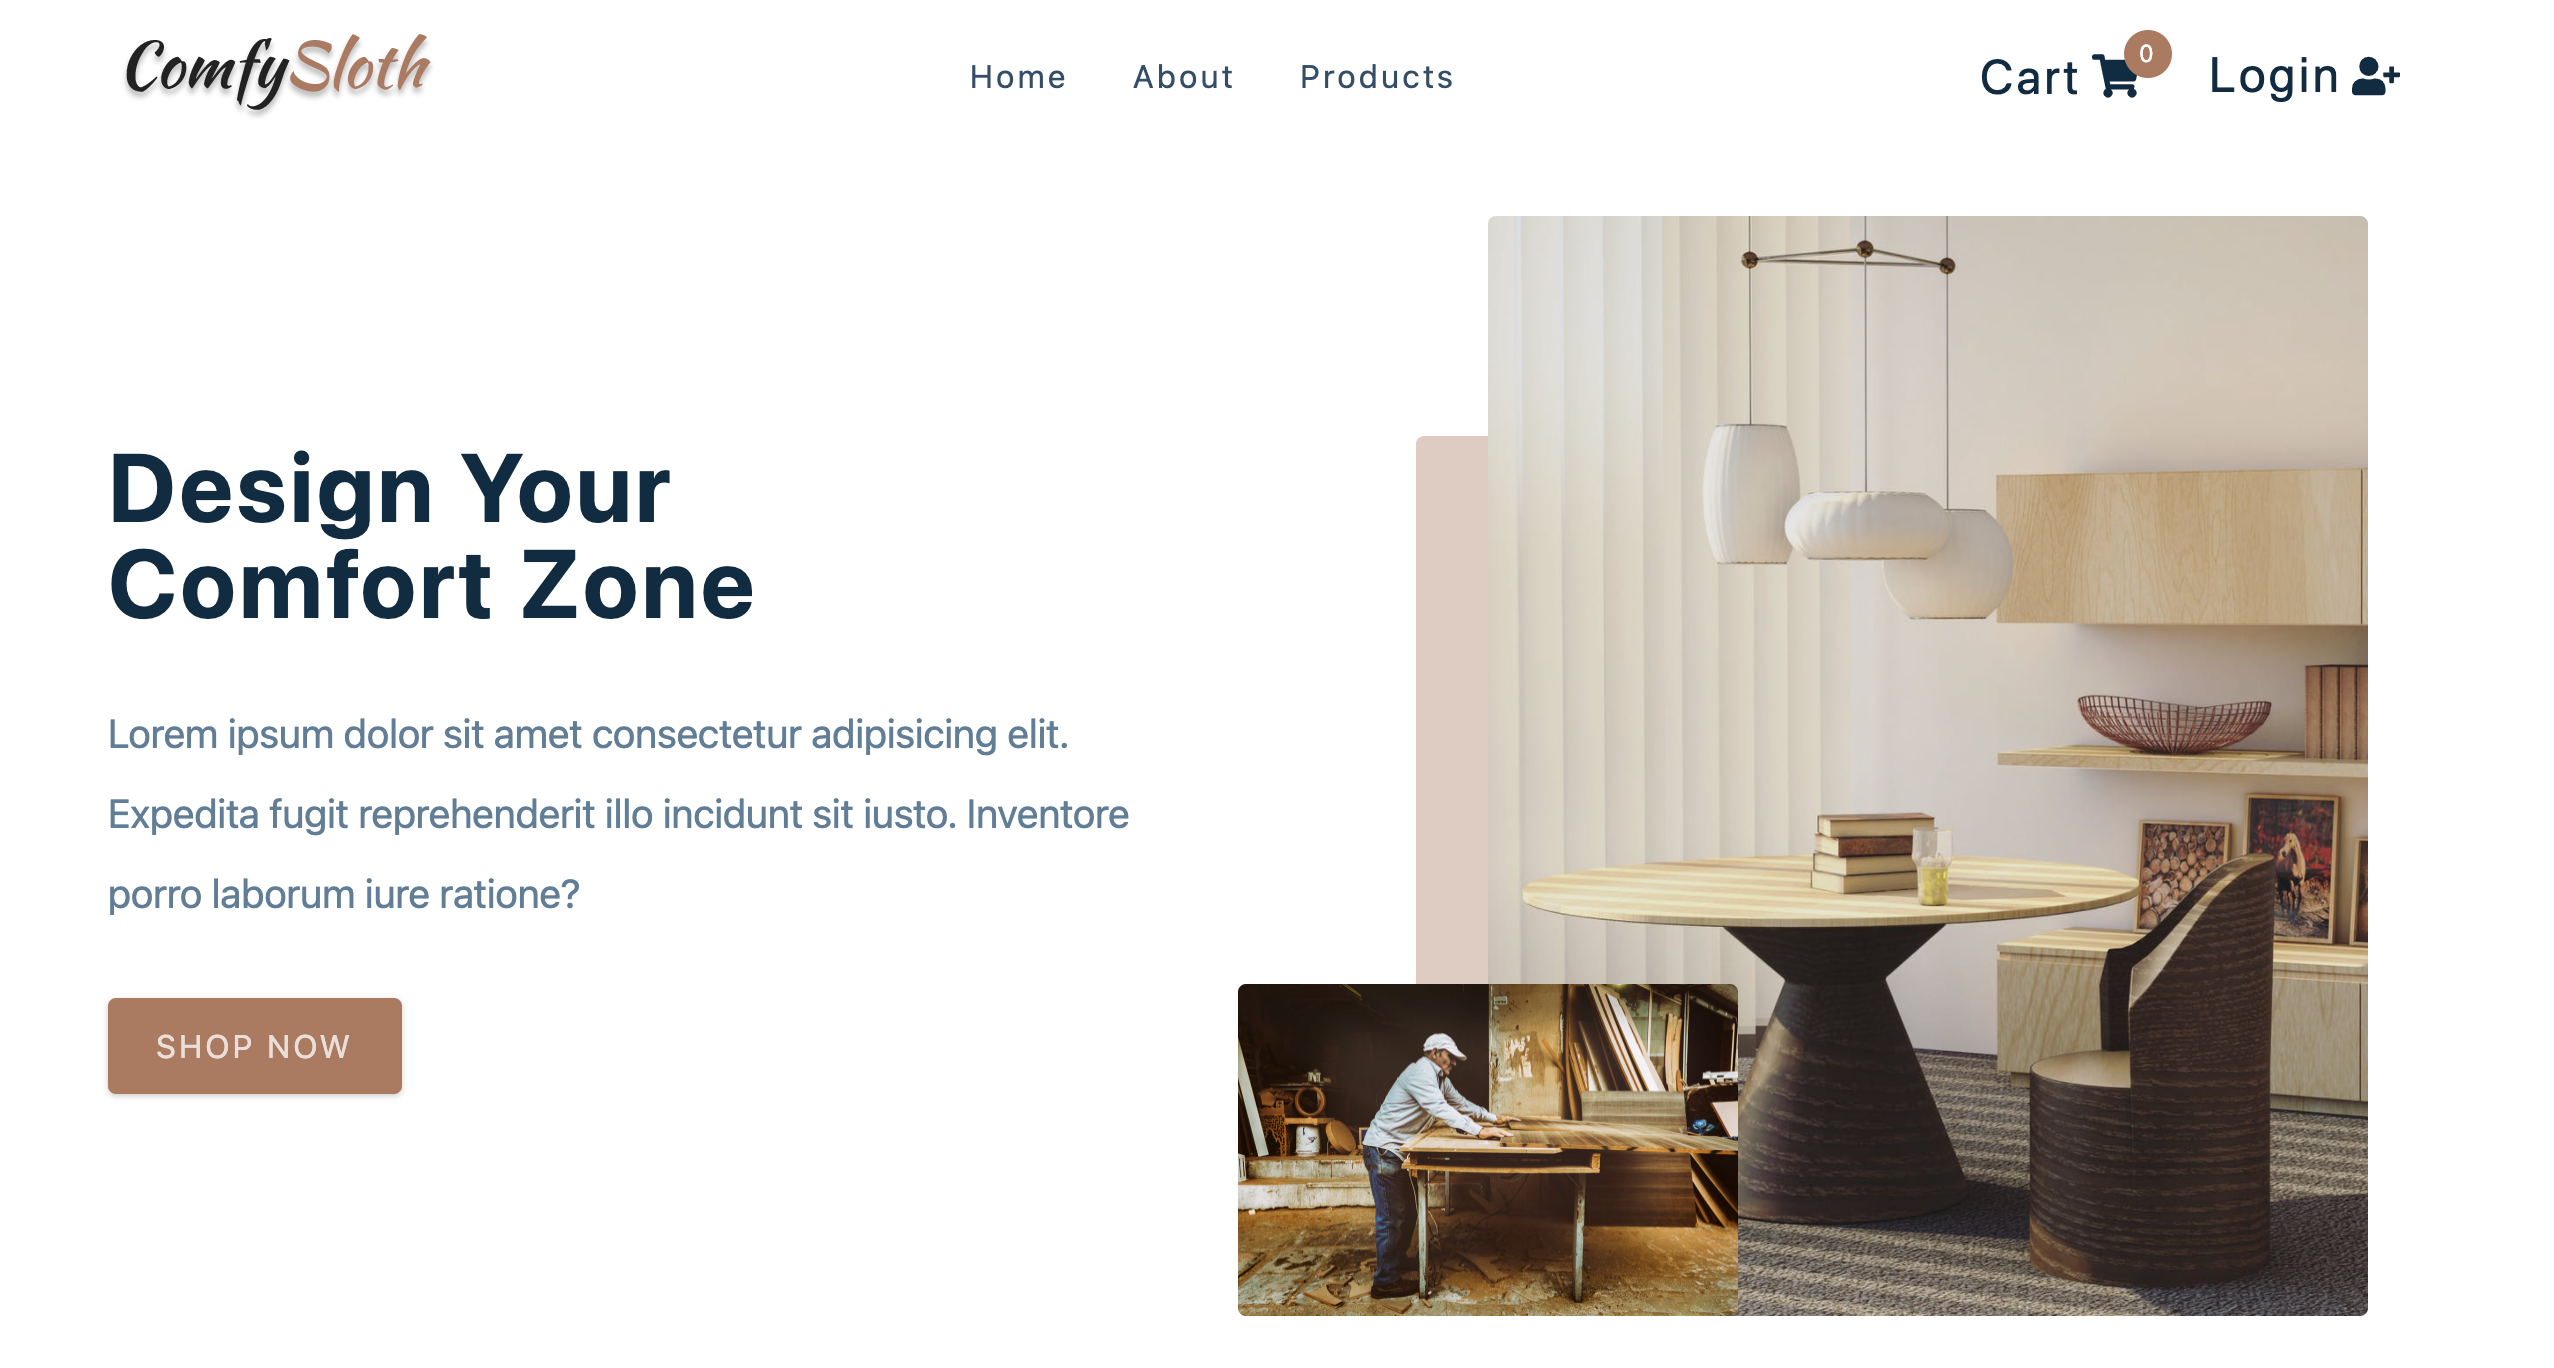 ComfySloth
Home About Products
Cart 0 Login
Design Your
Comfort Zone
Lorem ipsum dolor sit amet consectetur adipisicing elit.
Expedita fugit reprehenderit illo incidunt sit iusto. Inventore
porro laborum iure ratione?
SHOP NOW